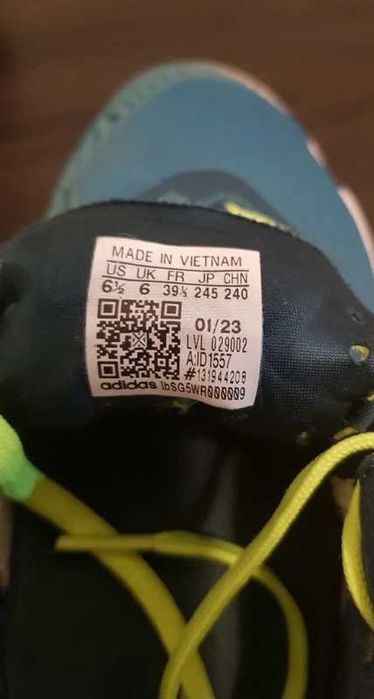 MADE IN VIETNAM
US UK FR JP CHN
6½ 6 39⅓ 245 240
01/23
LVL 029002
A:ID1557
#131944208
adidas lbSG5WR000009